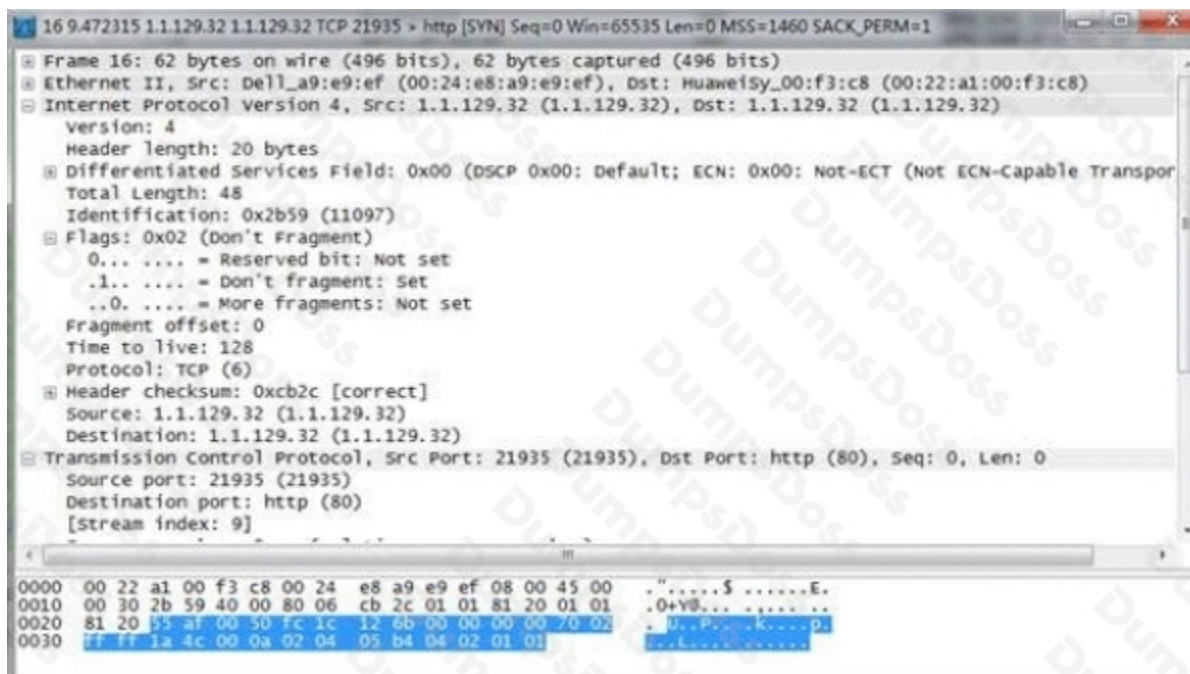 16 9.472315 1.1.129.32 1.1.129.32 TCP 21935 > http [SYN] Seq=0 Win=65535 Len=0 MSS=1460 SACK_PERM=1
Frame 16: 62 bytes on wire (496 bits), 62 bytes captured (496 bits)
Ethernet II, Src: Dell_a9:e9:ef (00:24:e8:a9:e9:ef), Dst: HuaweiSy_00:f3:c8 (00:22:a1:00:f3:c8)
Internet Protocol Version 4, Src: 1.1.129.32 (1.1.129.32), Dst: 1.1.129.32 (1.1.129.32)
Version: 4
Header length: 20 bytes
Differentiated Services Field: 0x00 (DSCP 0x00: Default; ECN: 0x00: Not-ECT (Not ECN-Capable Transpor
Total Length: 48
Identification: 0x2b59 (11097)
Flags: 0x02 (Don't Fragment)
0... .... = Reserved bit: Not set
.1.. .... = Don't fragment: Set
..0. .... = More fragments: Not set
Fragment offset: 0
Time to live: 128
Protocol: TCP (6)
Header checksum: 0xcb2c [correct]
Source: 1.1.129.32 (1.1.129.32)
Destination: 1.1.129.32 (1.1.129.32)
Transmission Control Protocol, Src Port: 21935 (21935), Dst Port: http (80), Seq: 0, Len: 0
Source port: 21935 (21935)
Destination port: http (80)
[Stream index: 9]
0000 00 22 a1 00 f3 c8 00 24 e8 a9 e9 ef 08 00 45 00 .".....$ ......E.
0010 00 30 2b 59 40 00 80 06 cb 2c 01 01 81 20 01 01 .0+Y@... .,... ..
0020 81 20 55 af 00 50 fc 1c 12 6b 00 00 00 00 70 02 . U..P.. .k....p.
0030 ff ff 1a 4c 00 0a 02 04 05 b4 04 02 01 01 ...L.... ......
DumpsDoss